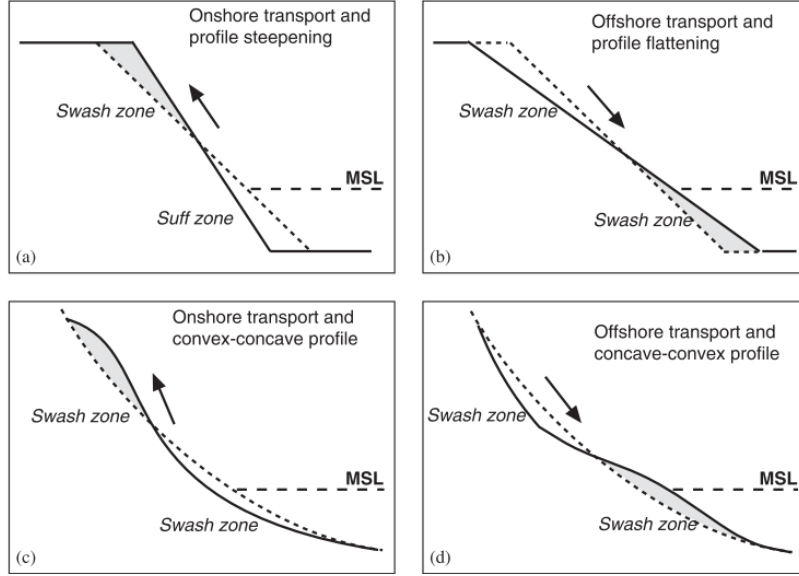 Onshore transport and
profile steepening
Swash zone
MSL
Suff zone
(a)
Offshore transport and
profile flattening
Swash zone
MSL
Swash zone
(b)
Onshore transport and
convex-concave profile
Swash zone
MSL
Swash zone
(c)
Offshore transport and
concave-convex profile
Swash zone
MSL
Swash zone
(d)